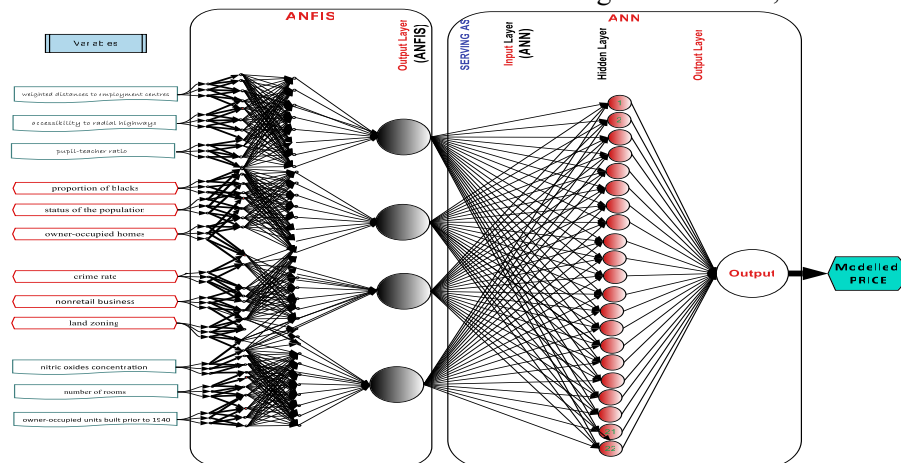 ANFIS
ANN
Variables
Output Layer
(ANFIS)
SERVING AS
Input Layer
(ANN)
Hidden Layer
Output Layer
weighted distances to employment centres
accessibility to radial highways
pupil-teacher ratio
proportion of blacks
status of the population
owner-occupied homes
crime rate
nonretail business
land zoning
nitric oxides concentration
number of rooms
owner-occupied units built prior to 1940
1
2
21
22
Output
Modelled
PRICE